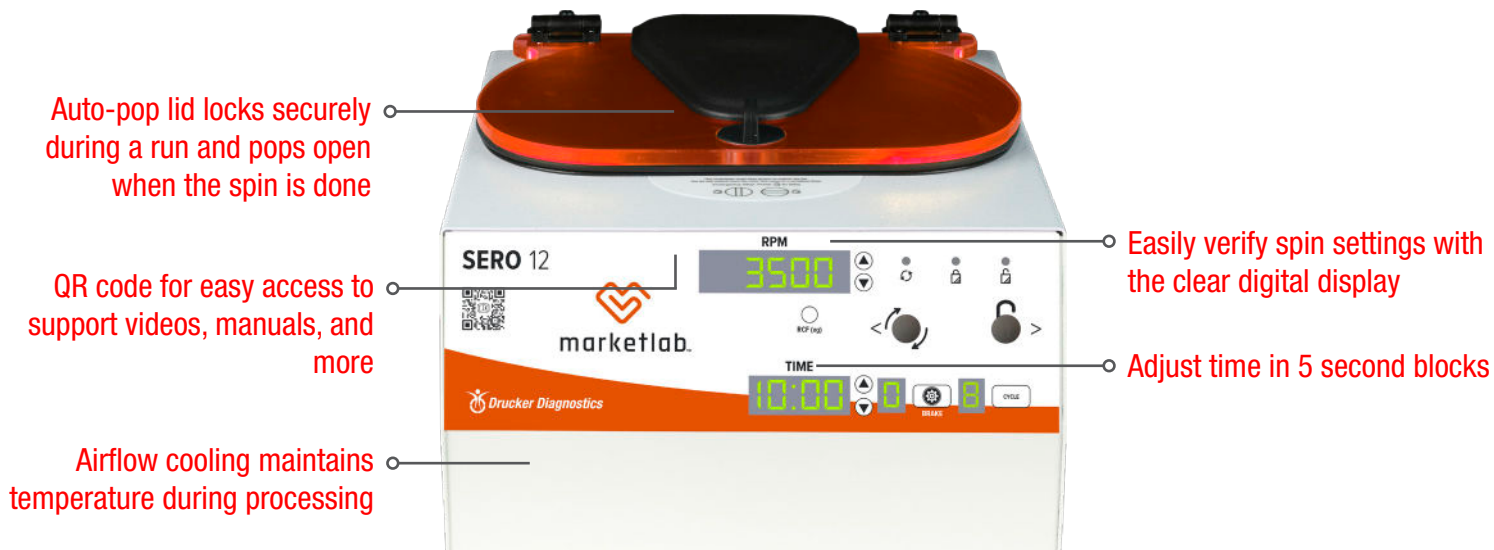 Auto-pop lid locks securely
during a run and pops open
when the spin is done
QR code for easy access to
support videos, manuals, and
more
Airflow cooling maintains
temperature during processing
SERO 12
marketlab
Drucker Diagnostics
RPM
3500
RCF (xg)
< >
TIME
10:00
0
BRAKE
8
CYCLE
Easily verify spin settings with
the clear digital display
Adjust time in 5 second blocks